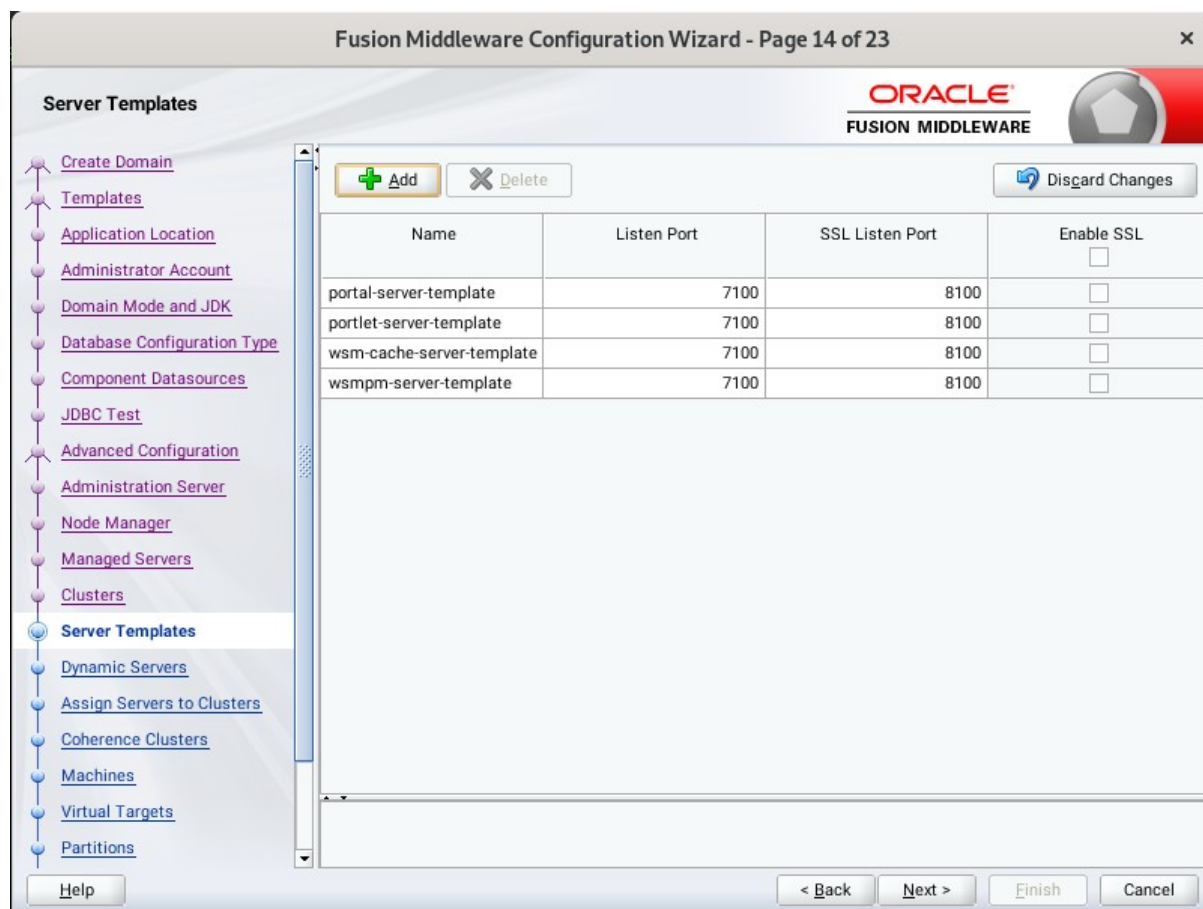 Fusion Middleware Configuration Wizard - Page 14 of 23
×
Server Templates
ORACLE
FUSION MIDDLEWARE
Create Domain
Templates
Application Location
Administrator Account
Domain Mode and JDK
Database Configuration Type
Component Datasources
JDBC Test
Advanced Configuration
Administration Server
Node Manager
Managed Servers
Clusters
Server Templates
Dynamic Servers
Assign Servers to Clusters
Coherence Clusters
Machines
Virtual Targets
Partitions
Add Delete Discard Changes
Name Listen Port SSL Listen Port Enable SSL
portal-server-template 7100 8100
portlet-server-template 7100 8100
wsm-cache-server-template 7100 8100
wsmpm-server-template 7100 8100
Help < Back Next > Finish Cancel